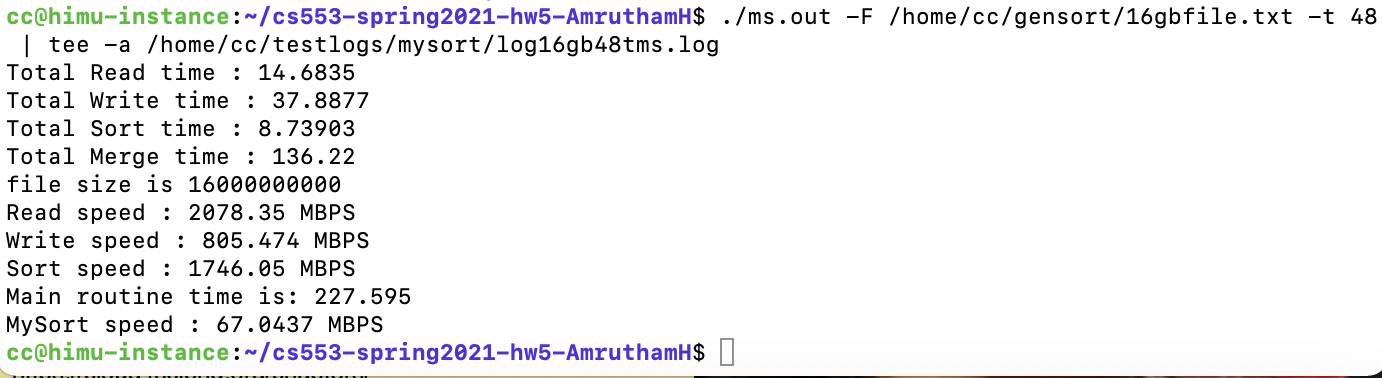 cc@himu-instance:~/cs553-spring2021-hw5-AmruthamH$ ./ms.out -F /home/cc/gensort/16gbfile.txt -t 48
| tee -a /home/cc/testlogs/mysort/log16gb48tms.log
Total Read time : 14.6835
Total Write time : 37.8877
Total Sort time : 8.73903
Total Merge time : 136.22
file size is 16000000000
Read speed : 2078.35 MBPS
Write speed : 805.474 MBPS
Sort speed : 1746.05 MBPS
Main routine time is: 227.595
MySort speed : 67.0437 MBPS
cc@himu-instance:~/cs553-spring2021-hw5-AmruthamH$